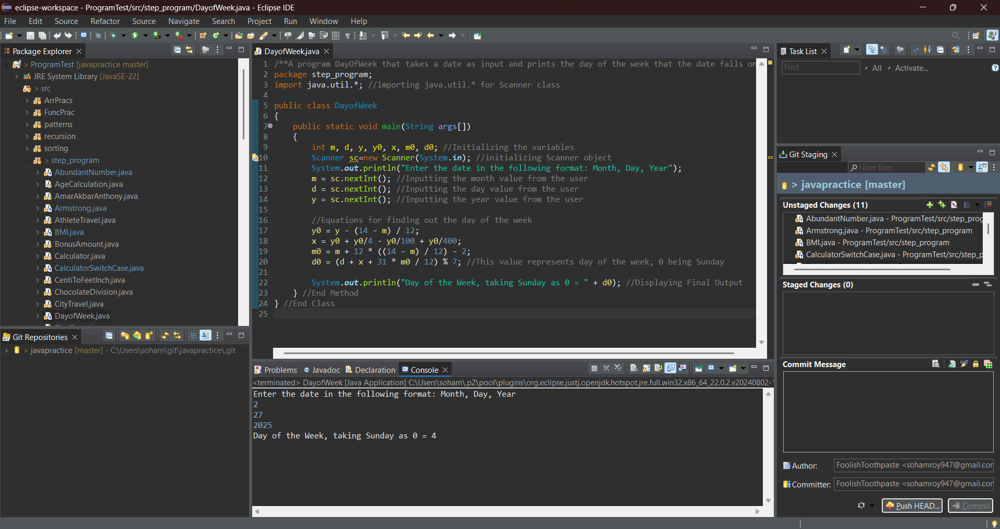 eclipse-workspace - ProgramTest/src/step_program/DayofWeek.java - Eclipse IDE
File Edit Source Refactor Source Navigate Search Project Run Window Help
Package Explorer
> ProgramTest [javapractice master]
JRE System Library [JavaSE-22]
> src
ArrPracs
FuncPrac
patterns
recursion
sorting
> step_program
AbundantNumber.java
AgeCalculation.java
AmarAkbarAnthony.java
Armstrong.java
AthleteTravel.java
BMI.java
BonusAmount.java
Calculator.java
CalculatorSwitchCase.java
CentiToFeetInch.java
ChocolateDivision.java
CityTravel.java
DayofWeek.java
Git Repositories
> javapractice [master] - C:\Users\soham\git\javapractice\.git
DayofWeek.java
1 /**A program DayOfWeek that takes a date as input and prints the day of the week that the date falls on
2 package step_program;
3 import java.util.*; //Importing java.util.* for Scanner class
4
5 public class DayofWeek
6 {
7 public static void main(String args[])
8 {
9 int m, d, y, y0, x, m0, d0; //Initializing the variables
10 Scanner sc=new Scanner(System.in); //initializing Scanner object
11 System.out.println("Enter the date in the following format: Month, Day, Year");
12 m = sc.nextInt(); //Inputting the month value from the user
13 d = sc.nextInt(); //Inputting the day value from the user
14 y = sc.nextInt(); //Inputting the year value from the user
15
16 //Equations for finding out the day of the week
17 y0 = y - (14 - m) / 12;
18 x = y0 + y0/4 - y0/100 + y0/400;
19 m0 = m + 12 * ((14 - m) / 12) - 2;
20 d0 = (d + x + 31 * m0 / 12) % 7; //This value represents day of the week, 0 being Sunday
21
22 System.out.println("Day of the Week, taking Sunday as 0 = " + d0); //Displaying Final Output
23 } //End Method
24 } //End Class
25
Problems Javadoc Declaration Console
<terminated> DayofWeek [Java Application] C:\Users\soham\.p2\pool\plugins\org.eclipse.justj.openjdk.hotspot.jre.full.win32.x86_64_22.0.2.v20240802-
Enter the date in the following format: Month, Day, Year
2
27
2025
Day of the Week, taking Sunday as 0 = 4
Task List
Find
All
Activate...
Git Staging
Filter files
> javapractice [master]
Unstaged Changes (11)
AbundantNumber.java - ProgramTest/src/step_prog
Armstrong.java - ProgramTest/src/step_program
BMI.java - ProgramTest/src/step_program
CalculatorSwitchCase.java - ProgramTest/src/step_p
Staged Changes (0)
Commit Message
Author: FoolishToothpaste <sohamroy947@gmail.com
Committer: FoolishToothpaste <sohamroy947@gmail.com
Push HEAD... Commit